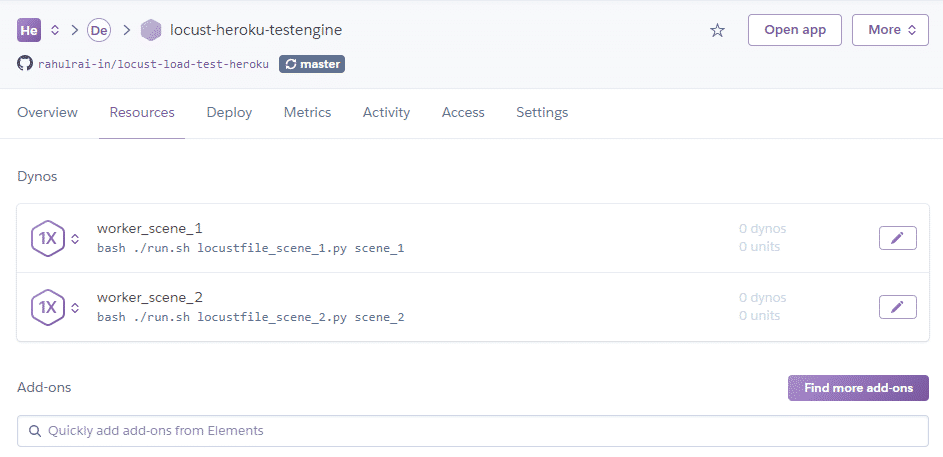 He De locust-heroku-testengine Open app More
rahulrai-in/locust-load-test-heroku master
Overview Resources Deploy Metrics Activity Access Settings
Dynos
1X worker_scene_1 0 dynos
bash ./run.sh locustfile_scene_1.py scene_1 0 units
1X worker_scene_2 0 dynos
bash ./run.sh locustfile_scene_2.py scene_2 0 units
Add-ons Find more add-ons
Quickly add add-ons from Elements